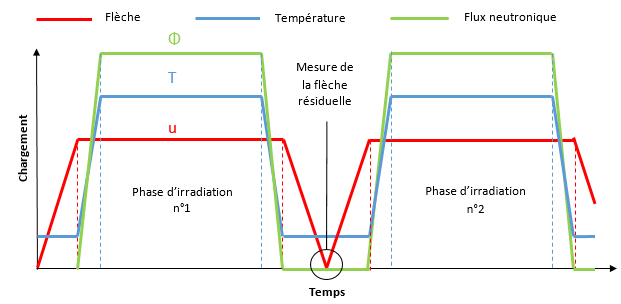 Flèche
Température
Flux neutronique
Φ
T
u
Mesure de
la flèche
résiduelle
Chargement
Phase d'irradiation
n°1
Phase d'irradiation
n°2
Temps